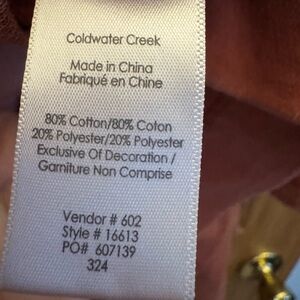 Coldwater Creek
Made in China
Fabriqué en Chine
80% Cotton/80% Coton
20% Polyester/20% Polyester
Exclusive Of Decoration /
Garniture Non Comprise
Vendor # 602
Style # 16613
PO# 607139
324